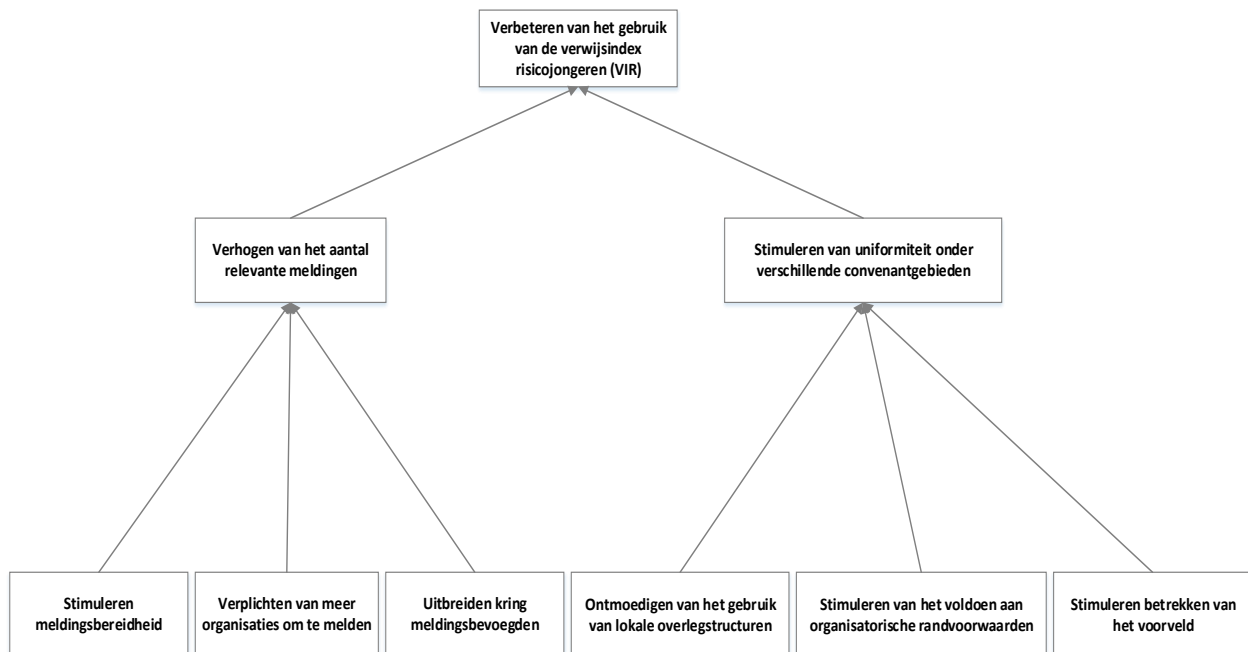 Verbeteren van het gebruik
van de verwijsindex
risicojongeren (VIR)
Verhogen van het aantal
relevante meldingen
Stimuleren van uniformiteit onder
verschillende convenantgebieden
Stimuleren
meldingsbereidheid
Verplichten van meer
organisaties om te melden
Uitbreiden kring
meldingsbevoegden
Ontmoedigen van het gebruik
van lokale overlegstructuren
Stimuleren van het voldoen aan
organisatorische randvoorwaarden
Stimuleren betrekken van
het voorveld